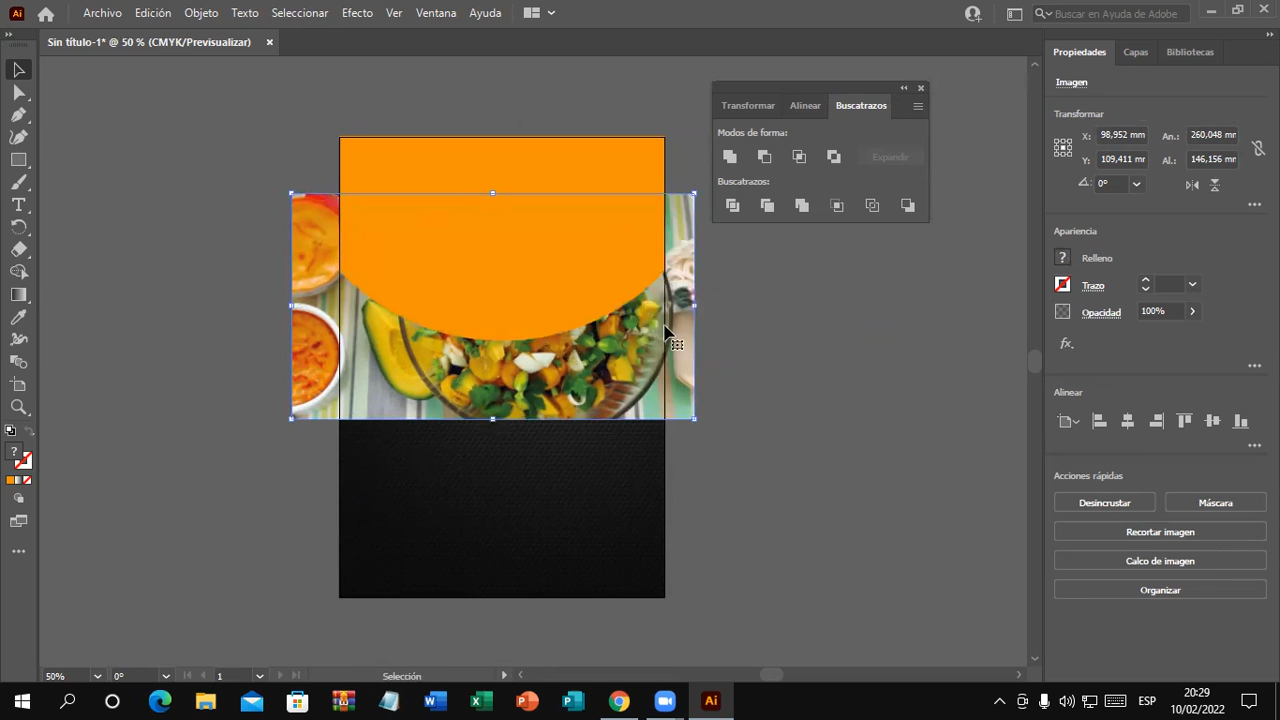 Ai
Archivo Edición Objeto Texto Seleccionar Efecto Ver Ventana Ayuda
Buscar en Ayuda de Adobe
Sin título-1* @ 50 % (CMYK/Previsualizar)
Propiedades Capas Bibliotecas
Imagen
Transformar
X: 98,952 mm An.: 260,048 mm
Y: 109,411 mm Al.: 146,156 mm
0°
Apariencia
? Relleno
Trazo
Opacidad 100%
fx.
Alinear
Acciones rápidas
Desincrustar Máscara
Recortar imagen
Calco de imagen
Organizar
Transformar Alinear Buscatrazos
Modos de forma:
Expandir
Buscatrazos:
T
?
50% 0° 1 Selección
W X P P Ai
ESP
20:29
10/02/2022